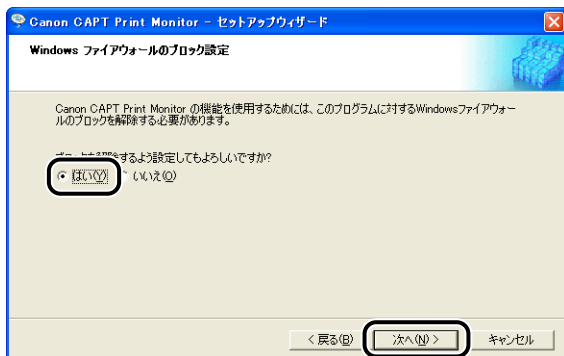 Canon CAPT Print Monitor - セットアップウィザード
Windows ファイアウォールのブロック設定
Canon CAPT Print Monitor の機能を使用するためには、このプログラムに対するWindowsファイアウォー
ルのブロックを解除する必要があります。
ブロックを解除するよう設定してもよろしいですか?
はい(Y) いいえ(O)
< 戻る(B) 次へ(N) > キャンセル